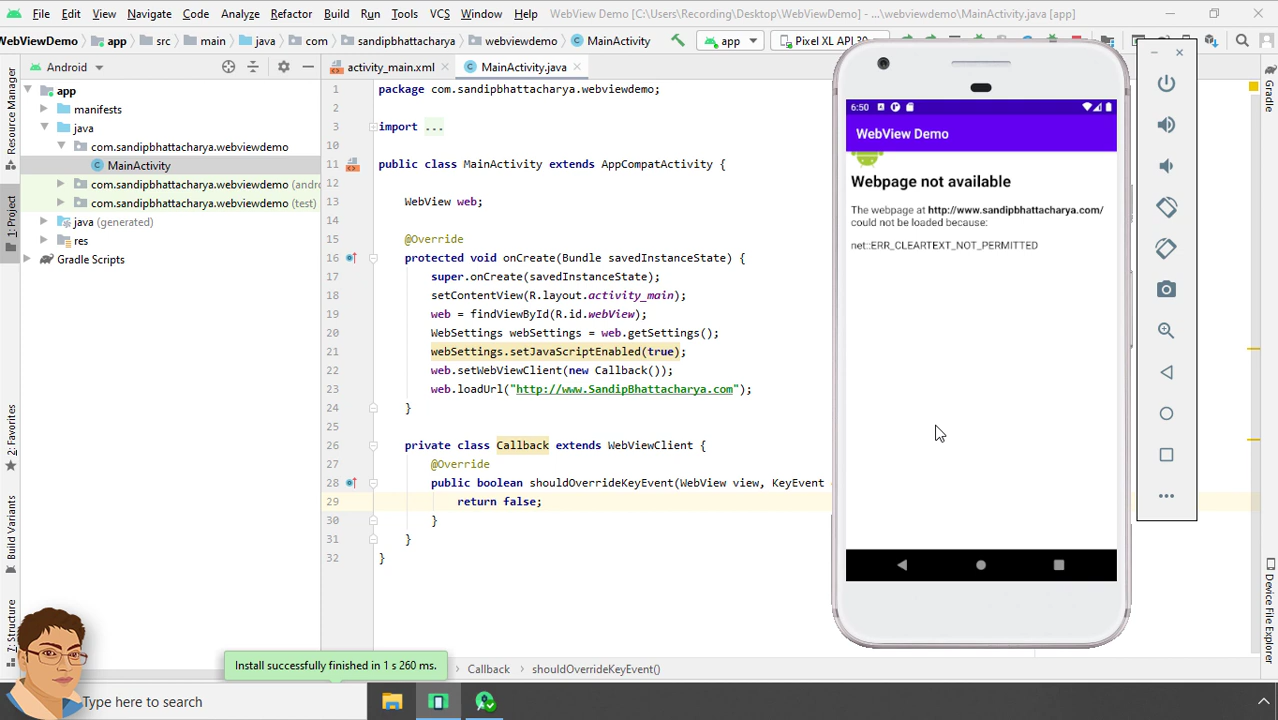 File Edit View Navigate Code Analyze Refactor Build Run Tools VCS Window Help WebView Demo [C:\Users\Recording\Desktop\WebViewDemo] - ...\webviewdemo\MainActivity.java [app]
WebViewDemo app src main java com sandipbhattacharya webviewdemo MainActivity app Pixel XL API 30
Android activity_main.xml MainActivity.java
Resource Manager
1: Project
2: Favorites
Build Variants
Z: Structure
app
manifests
java
com.sandipbhattacharya.webviewdemo
MainActivity
com.sandipbhattacharya.webviewdemo
com.sandipbhattacharya.webviewdemo (test)
java (generated)
res
Gradle Scripts
1 package com.sandipbhattacharya.webviewdemo;
2
3 import ...
10
11 public class MainActivity extends AppCompatActivity {
12
13 WebView web;
14
15 @Override
16 protected void onCreate(Bundle savedInstanceState) {
17 super.onCreate(savedInstanceState);
18 setContentView(R.layout.activity_main);
19 web = findViewById(R.id.webView);
20 WebSettings webSettings = web.getSettings();
21 webSettings.setJavaScriptEnabled(true);
22 web.setWebViewClient(new Callback());
23 web.loadUrl("http://www.SandipBhattacharya.com");
24 }
25
26 private class Callback extends WebViewClient {
27 @Override
28 public boolean shouldOverrideKeyEvent(WebView view, KeyEvent
29 return false;
30 }
31 }
32 }
6:50
WebView Demo
Webpage not available
The webpage at http://www.sandipbhattacharya.com/
could not be loaded because:
net::ERR_CLEARTEXT_NOT_PERMITTED
Gradle
Device File Explorer
Install successfully finished in 1 s 260 ms.
Callback shouldOverrideKeyEvent()
Type here to search